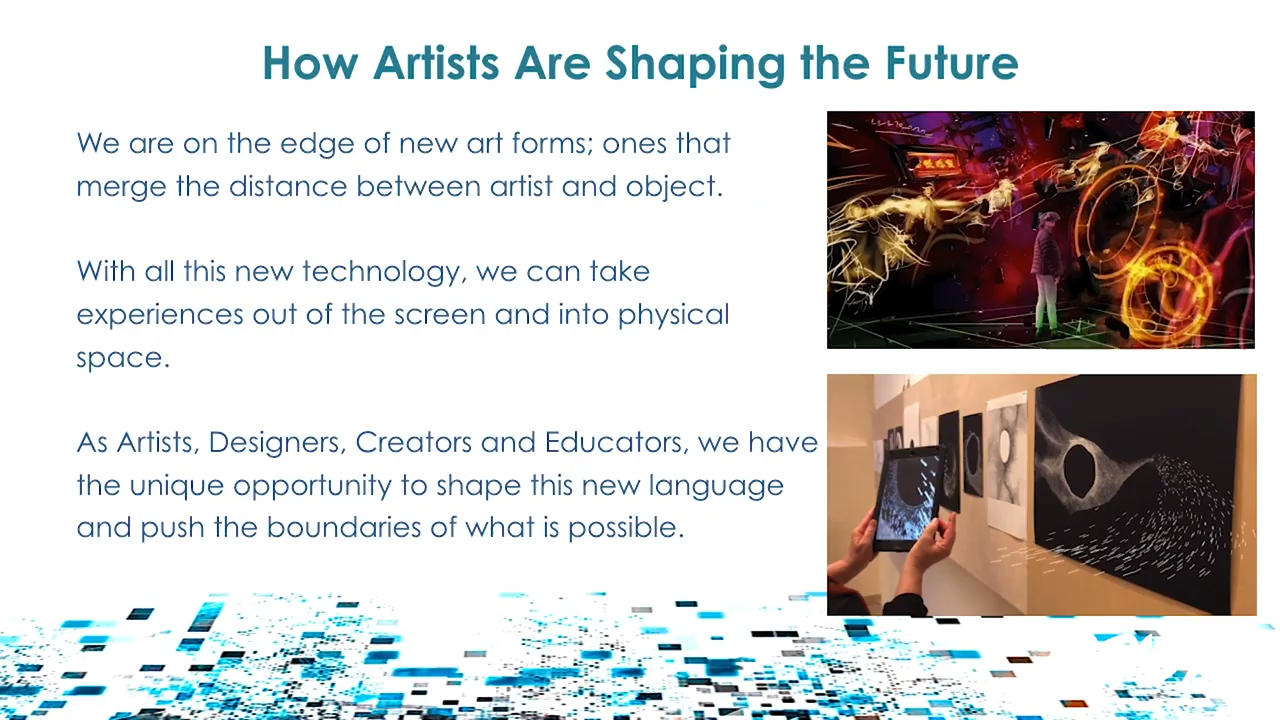 How Artists Are Shaping the Future
We are on the edge of new art forms; ones that
merge the distance between artist and object.
With all this new technology, we can take
experiences out of the screen and into physical
space.
As Artists, Designers, Creators and Educators, we have
the unique opportunity to shape this new language
and push the boundaries of what is possible.